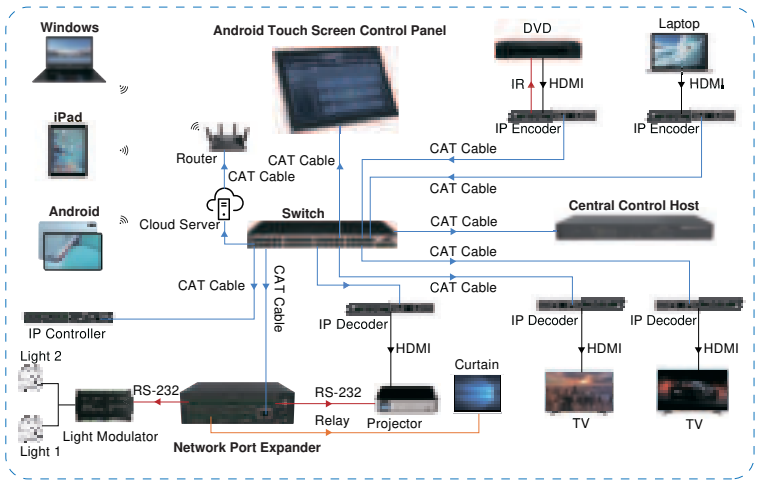 Windows
Android Touch Screen Control Panel
DVD
Laptop
IR
HDMI
HDMI
iPad
IP Encoder
IP Encoder
Router
CAT Cable
CAT Cable
CAT Cable
CAT Cable
Android
Cloud Server
Switch
CAT Cable
Central Control Host
CAT Cable
CAT Cable
CAT Cable
CAT Cable
IP Controller
IP Decoder
IP Decoder
IP Decoder
Light 2
HDMI
HDMI
HDMI
Curtain
RS-232
RS-232
Relay
Projector
TV
TV
Light Modulator
Light 1
Network Port Expander